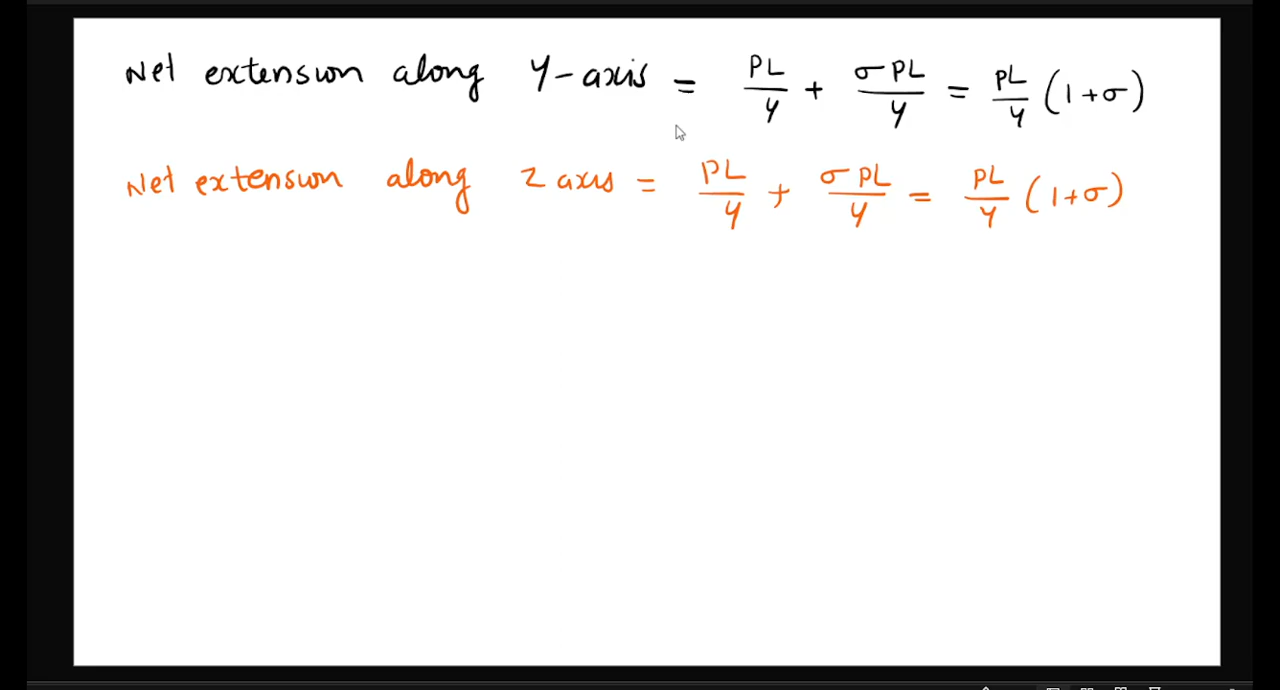 Net extension along Y-axis = PL/Y + σPL/Y = PL/Y (1+σ)
Net extension along Z axis = PL/Y + σPL/Y = PL/Y (1+σ)